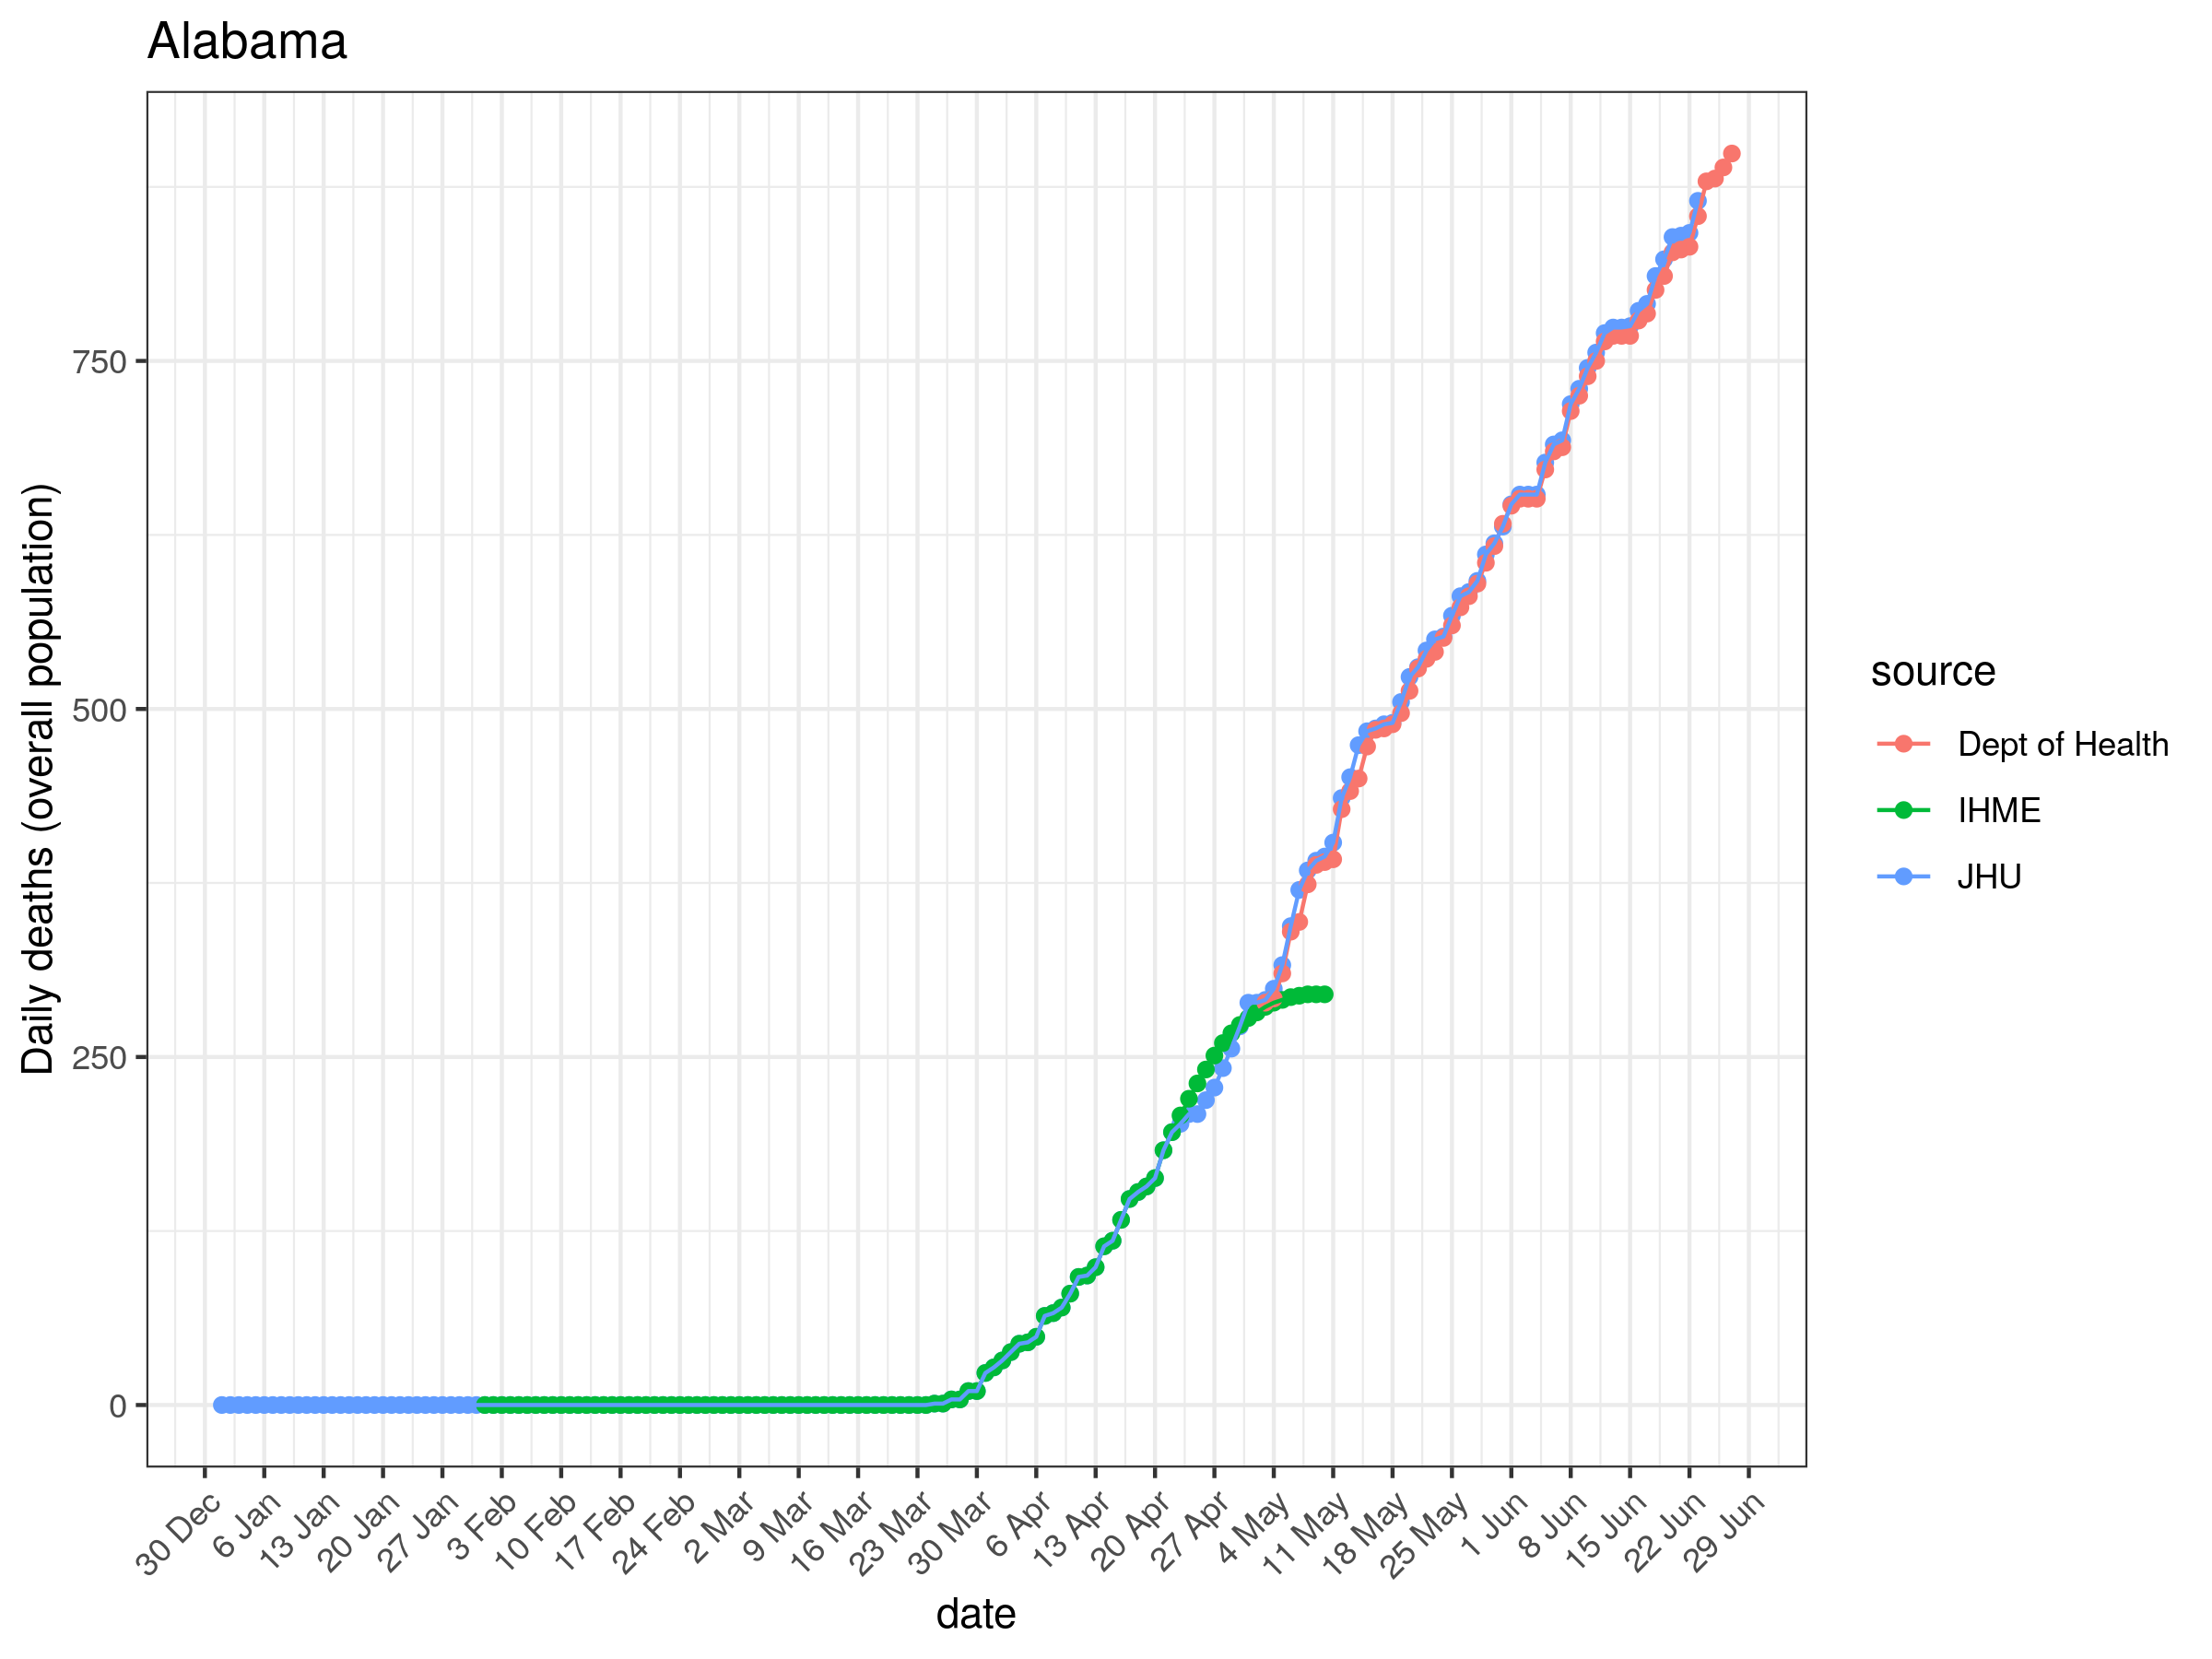 Alabama
Daily deaths (overall population)
750
500
250
0
30 Dec
6 Jan
13 Jan
20 Jan
27 Jan
3 Feb
10 Feb
17 Feb
24 Feb
2 Mar
9 Mar
16 Mar
23 Mar
30 Mar
6 Apr
13 Apr
20 Apr
27 Apr
4 May
11 May
18 May
25 May
1 Jun
8 Jun
15 Jun
22 Jun
29 Jun
date
source
Dept of Health
IHME
JHU